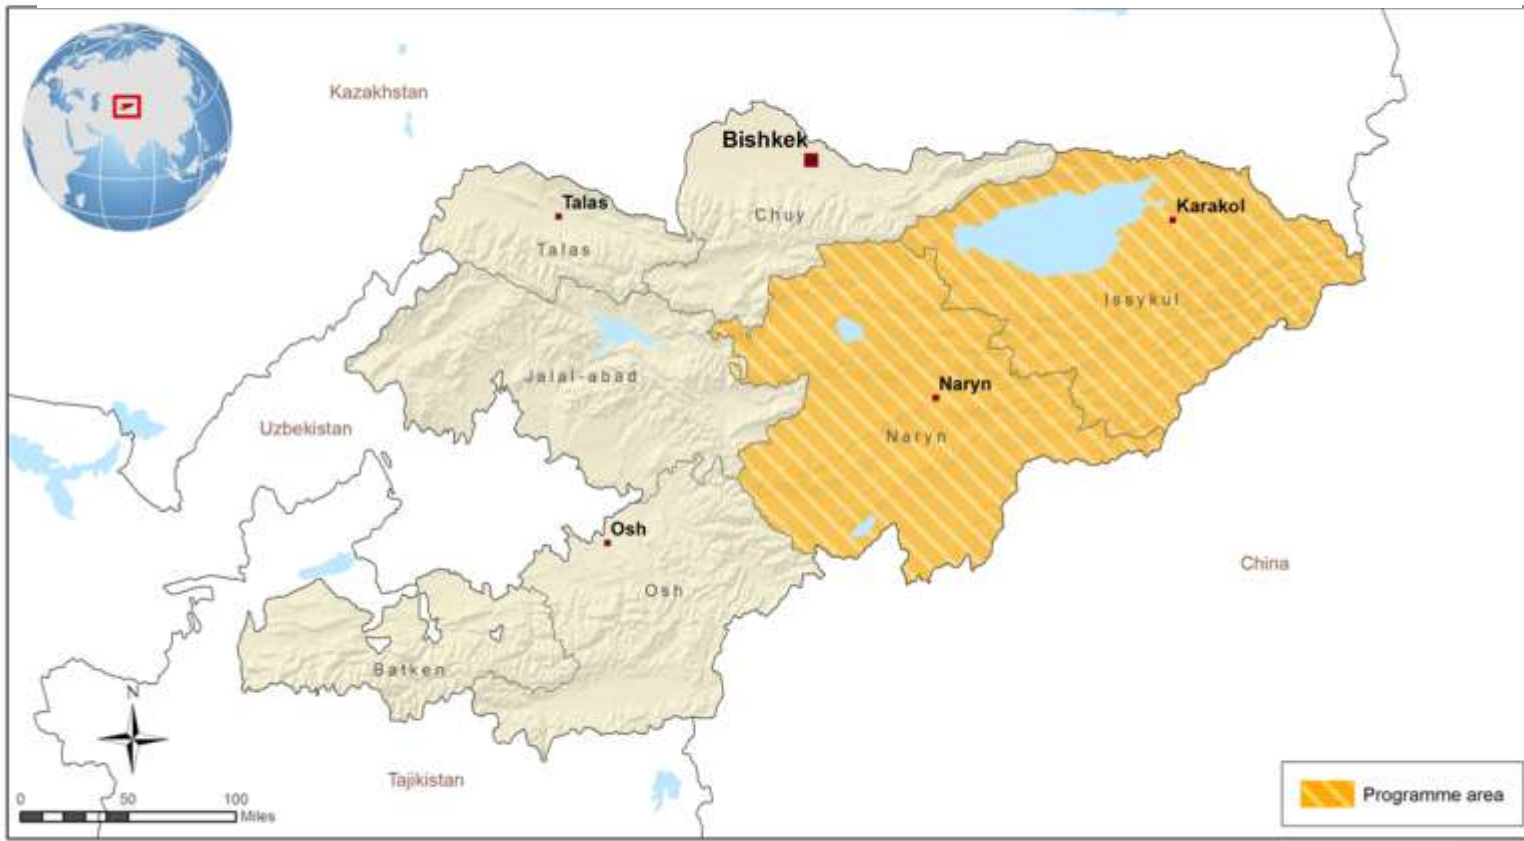 Kazakhstan
Bishkek
Talas
Karakol
Chuy
Talas
Issykul
Jalal-abad
Naryn
Uzbekistan
Naryn
Osh
China
Osh
Batken
N
Tajikistan
0 50 100
Miles
Programme area